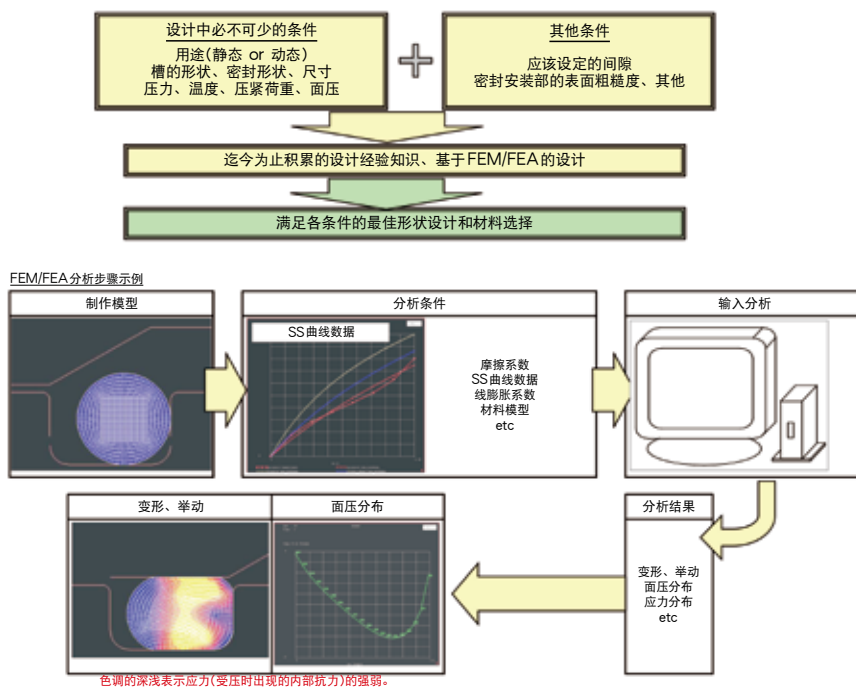 设计中必不可少的条件
用途(静态 or 动态)
槽的形状、密封形状、尺寸
压力、温度、压紧荷重、面压
其他条件
应该设定的间隙
密封安装部的表面粗糙度、其他
迄今为止积累的设计经验知识、基于FEM/FEA的设计
满足各条件的最佳形状设计和材料选择
FEM/FEA分析步骤示例
制作模型
分析条件
输入分析
SS曲线数据
摩擦系数
SS曲线数据
线膨胀系数
材料模型
etc
变形、举动
面压分布
分析结果
变形、举动
面压分布
应力分布
etc
色调的深浅表示应力(受压时出现的内部抗力)的强弱。